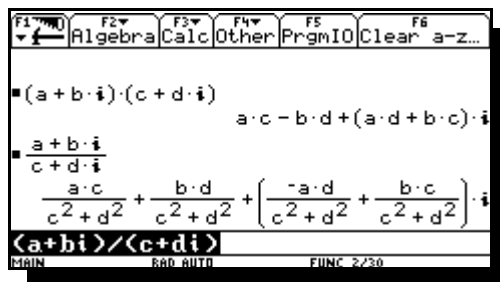 F1 F2 F3 F4 F5 F6
Algebra Calc Other PrgmIO Clear a-z…
▪(a + b·i)·(c + d·i)
a·c − b·d + (a·d + b·c)·i
▪ (a + b·i)/(c + d·i)
a·c/(c² + d²) + b·d/(c² + d²) + (⁻a·d/(c² + d²) + b·c/(c² + d²))·i
(a+bi)/(c+di)
MAIN RAD AUTO FUNC 2/30